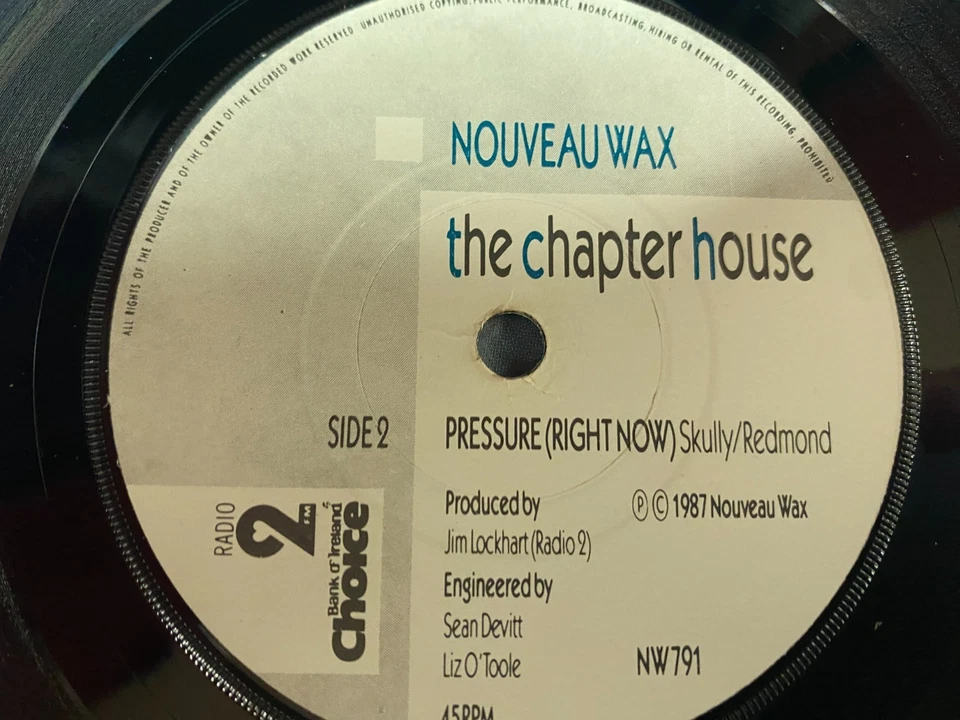 ALL RIGHTS OF THE PRODUCER AND OF THE OWNER OF THE RECORDED WORK RESERVED. UNAUTHORISED COPYING, PUBLIC PERFORMANCE, BROADCASTING, HIRING OR RENTAL OF THIS RECORDING, PROHIBITED
NOUVEAU WAX
the chapter house
SIDE 2
PRESSURE (RIGHT NOW) Skully/Redmond
Produced by
Jim Lockhart (Radio 2)
Engineered by
Sean Devitt
Liz O'Toole
℗ © 1987 Nouveau Wax
NW791
45RPM
RADIO
2FM
Bank of Ireland
Choice